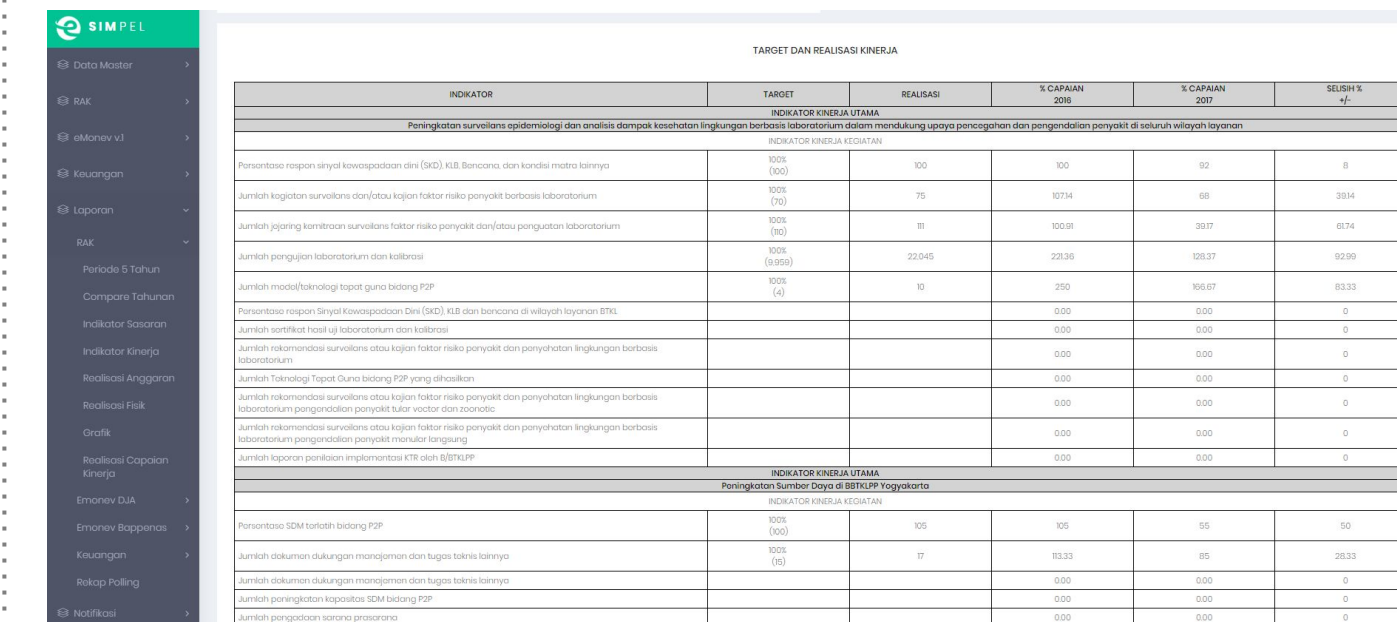 SIMPEL
Data Master
RAK
eMonev v.1
Keuangan
Laporan
RAK
Periode 5 Tahun
Compare Tahunan
Indikator Sasaran
Indikator Kinerja
Realisasi Anggaran
Realisasi Fisik
Grafik
Realisasi Capaian
Kinerja
Emonev DJA
Emonev Bappenas
Keuangan
Rekap Polling
Notifikasi
TARGET DAN REALISASI KINERJA
INDIKATOR TARGET REALISASI % CAPAIAN 2016 % CAPAIAN 2017 SELISIH % +/-
INDIKATOR KINERJA UTAMA
Peningkatan surveilans epidemiologi dan analisis dampak kesehatan lingkungan berbasis laboratorium dalam mendukung upaya pencegahan dan pengendalian penyakit di seluruh wilayah layanan
INDIKATOR KINERJA KEGIATAN
Persentase respon sinyal kewaspadaan dini (SKD), KLB, Bencana, dan kondisi matra lainnya 100% (100) 100 100 92 8
Jumlah kegiatan surveilans dan/atau kajian faktor risiko penyakit berbasis laboratorium 100% (70) 75 107.14 68 39.14
Jumlah jejaring kemitraan surveilans faktor risiko penyakit dan/atau penguatan laboratorium 100% (110) 111 100.91 39.17 61.74
Jumlah pengujian laboratorium dan kalibrasi 100% (9.959) 22.045 221.36 128.37 92.99
Jumlah model/teknologi tepat guna bidang P2P 100% (4) 10 250 166.67 83.33
Persentase respon Sinyal Kewaspadaan Dini (SKD), KLB dan bencana di wilayah layanan BTKL 0.00 0.00 0
Jumlah sertifikat hasil uji laboratorium dan kalibrasi 0.00 0.00 0
Jumlah rekomendasi surveilans atau kajian faktor risiko penyakit dan penyehatan lingkungan berbasis
laboratorium 0.00 0.00 0
Jumlah Teknologi Tepat Guna bidang P2P yang dihasilkan 0.00 0.00 0
Jumlah rekomendasi surveilans atau kajian faktor risiko penyakit dan penyehatan lingkungan berbasis
laboratorium pengendalian penyakit tular vector dan zoonotic 0.00 0.00 0
Jumlah rekomendasi surveilans atau kajian faktor risiko penyakit dan penyehatan lingkungan berbasis
laboratorium pengendalian penyakit menular langsung 0.00 0.00 0
Jumlah laporan penilaian implementasi KTR oleh B/BTKLPP 0.00 0.00 0
INDIKATOR KINERJA UTAMA
Peningkatan Sumber Daya di BBTKLPP Yogyakarta
INDIKATOR KINERJA KEGIATAN
Persentase SDM terlatih bidang P2P 100% (100) 105 105 55 50
Jumlah dokumen dukungan manajemen dan tugas teknis lainnya 100% (15) 17 113.33 85 28.33
Jumlah dokumen dukungan manajemen dan tugas teknis lainnya 0.00 0.00 0
Jumlah peningkatan kapasitas SDM bidang P2P 0.00 0.00 0
Jumlah pengadaan sarana prasarana 0.00 0.00 0